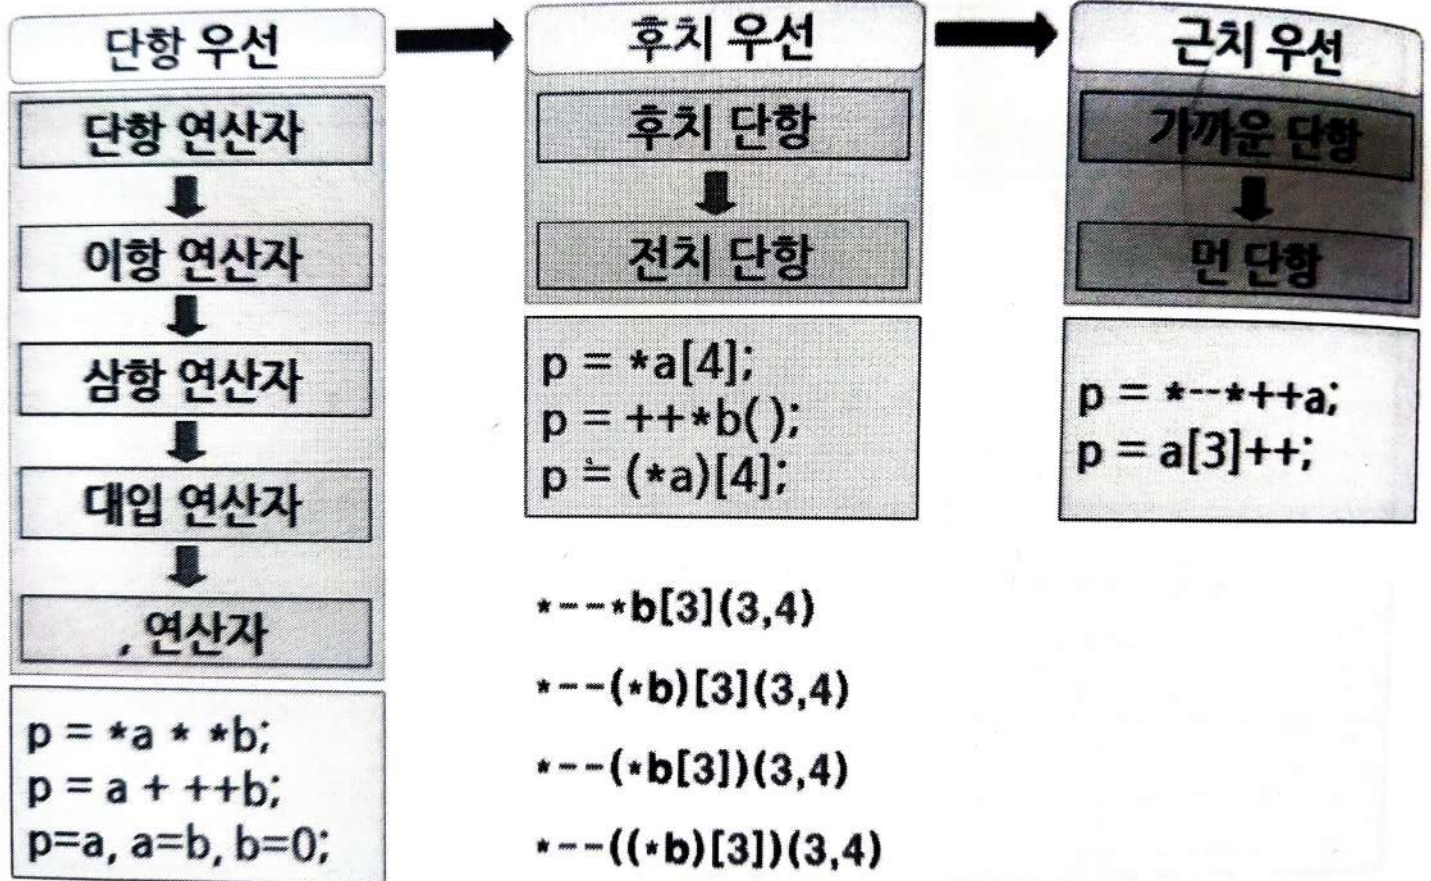 단항 우선
단항 연산자
이항 연산자
삼항 연산자
대입 연산자
, 연산자
p = *a * *b;
p = a + ++b;
p=a, a=b, b=0;
후치 우선
후치 단항
전치 단항
p = *a[4];
p = ++*b();
p = (*a)[4];
*--*b[3](3,4)
*--(*b)[3](3,4)
*--(*b[3])(3,4)
*--((*b)[3])(3,4)
근치 우선
가까운 단항
먼 단항
p = *--*++a;
p = a[3]++;